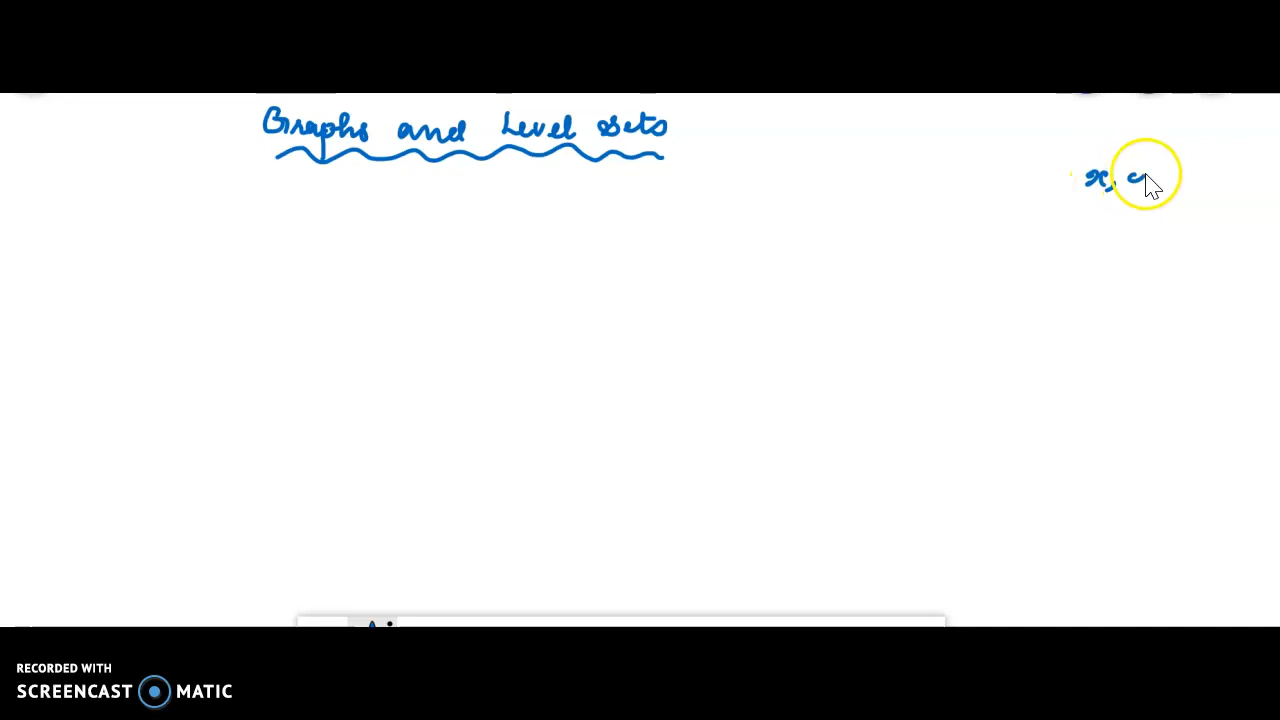 Graphs and Level sets
x,
RECORDED WITH
SCREENCAST MATIC